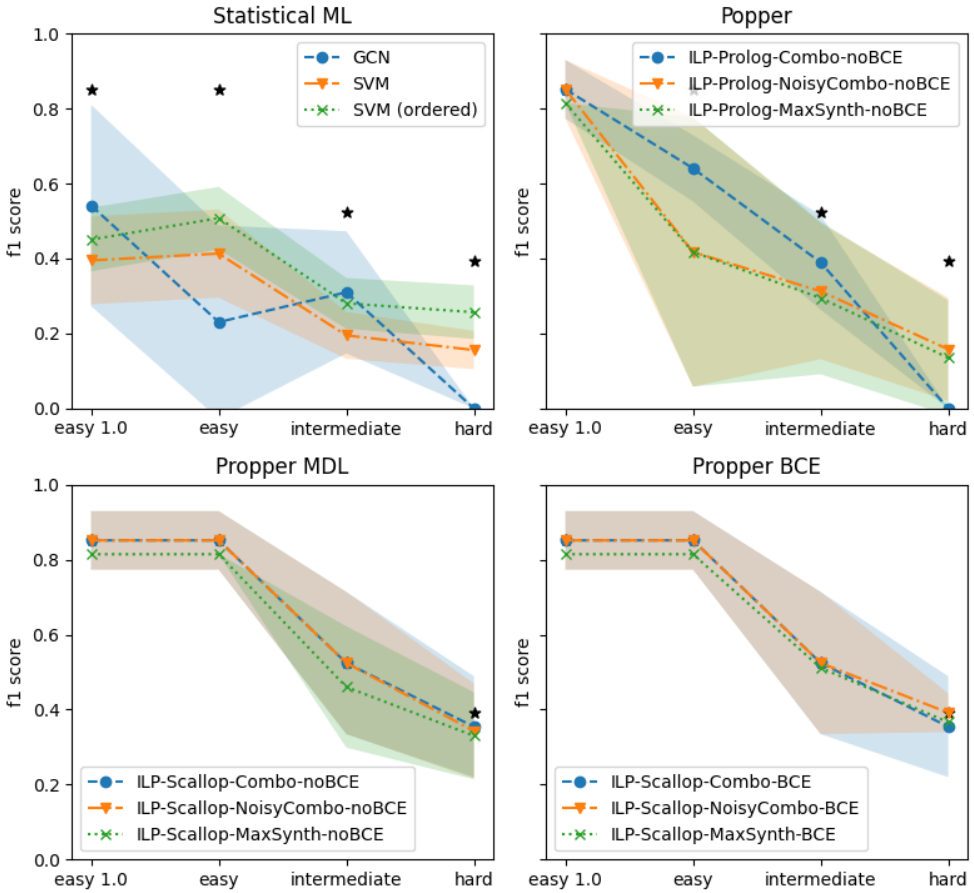 Statistical ML
1.0
0.8
0.6
0.4
0.2
0.0
f1 score
GCN
SVM
SVM (ordered)
easy 1.0
easy
intermediate
hard
Popper
f1 score
ILP-Prolog-Combo-noBCE
ILP-Prolog-NoisyCombo-noBCE
ILP-Prolog-MaxSynth-noBCE
easy 1.0
easy
intermediate
hard
Propper MDL
1.0
0.8
0.6
0.4
0.2
0.0
f1 score
ILP-Scallop-Combo-noBCE
ILP-Scallop-NoisyCombo-noBCE
ILP-Scallop-MaxSynth-noBCE
easy 1.0
easy
intermediate
hard
Propper BCE
f1 score
ILP-Scallop-Combo-BCE
ILP-Scallop-NoisyCombo-BCE
ILP-Scallop-MaxSynth-BCE
easy 1.0
easy
intermediate
hard